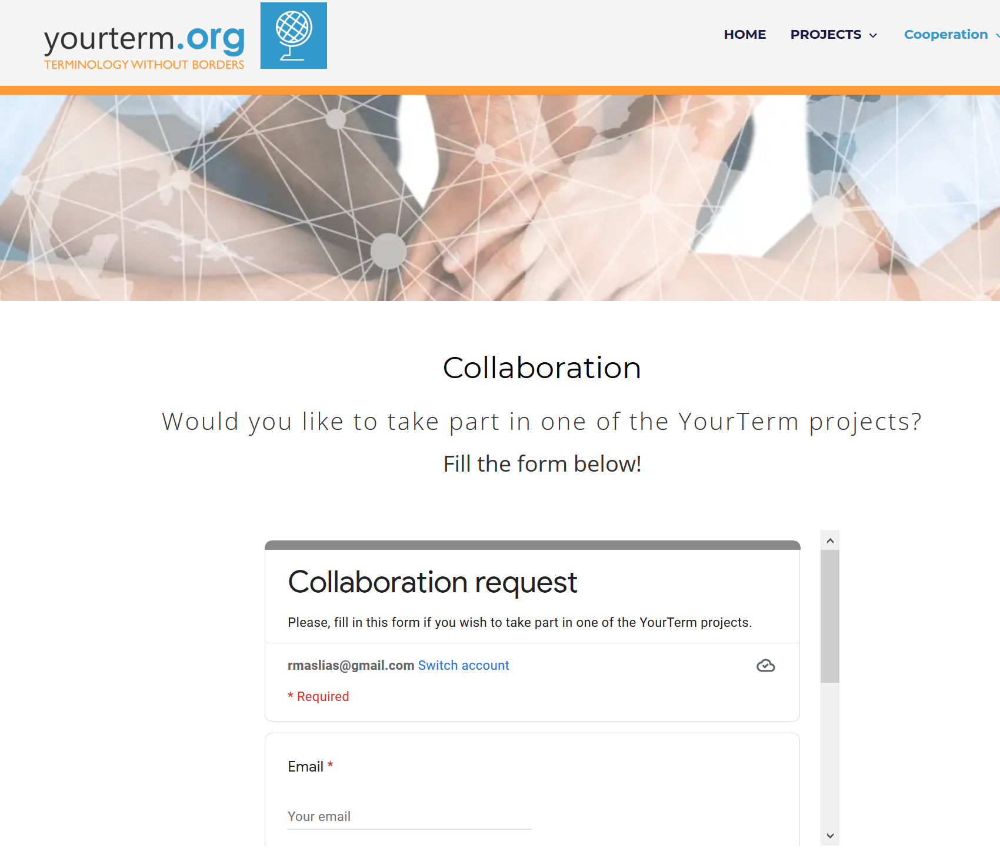 yourterm.org
TERMINOLOGY WITHOUT BORDERS
HOME PROJECTS Cooperation
Collaboration
Would you like to take part in one of the YourTerm projects?
Fill the form below!
Collaboration request
Please, fill in this form if you wish to take part in one of the YourTerm projects.
rmaslias@gmail.com Switch account
* Required
Email *
Your email